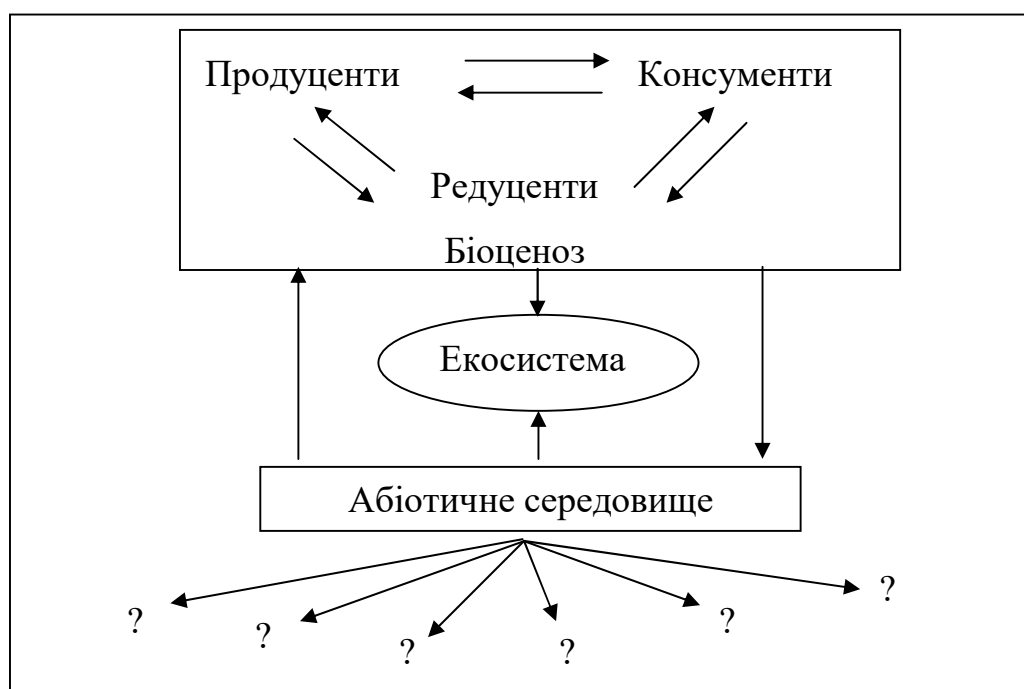 Продуценти Консументи
Редуценти
Біоценоз
Екосистема
Абіотичне середовище
? ? ? ? ? ?